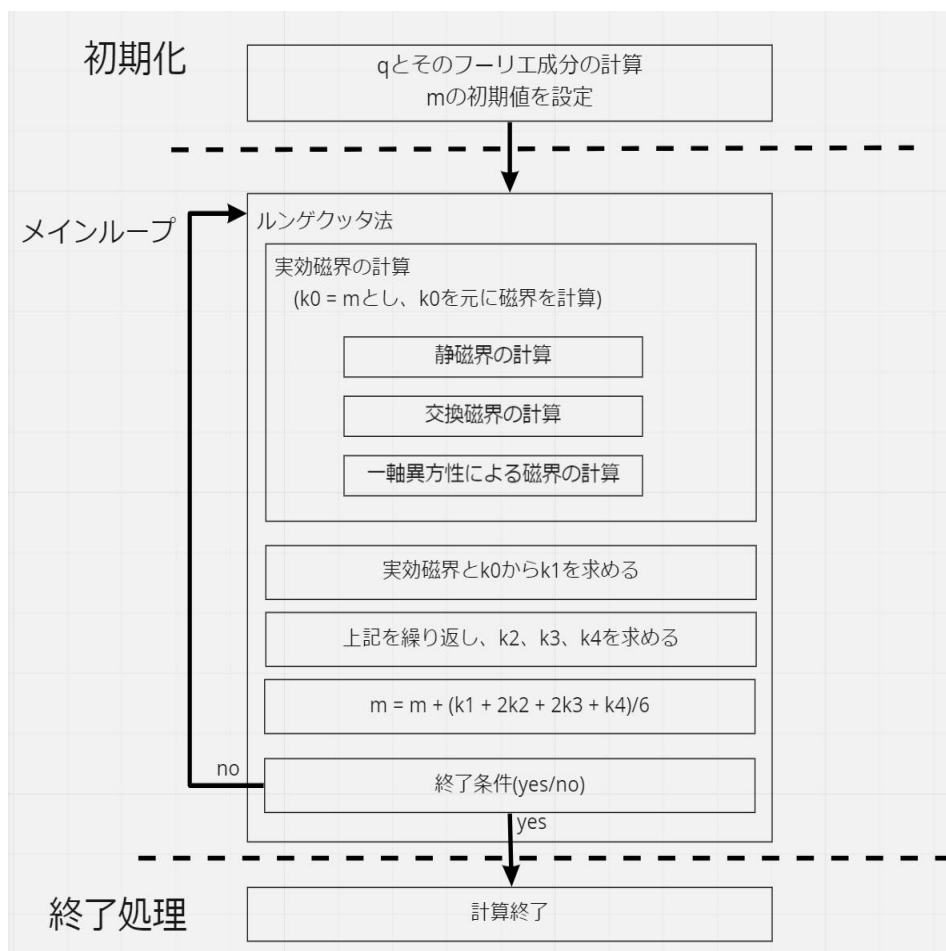 初期化
qとそのフーリエ成分の計算
mの初期値を設定
メインループ
ルンゲクッタ法
実効磁界の計算
(k0 = mとし、k0を元に磁界を計算)
静磁界の計算
交換磁界の計算
一軸異方性による磁界の計算
実効磁界とk0からk1を求める
上記を繰り返し、k2、k3、k4を求める
m = m + (k1 + 2k2 + 2k3 + k4)/6
no
終了条件(yes/no)
yes
終了処理
計算終了